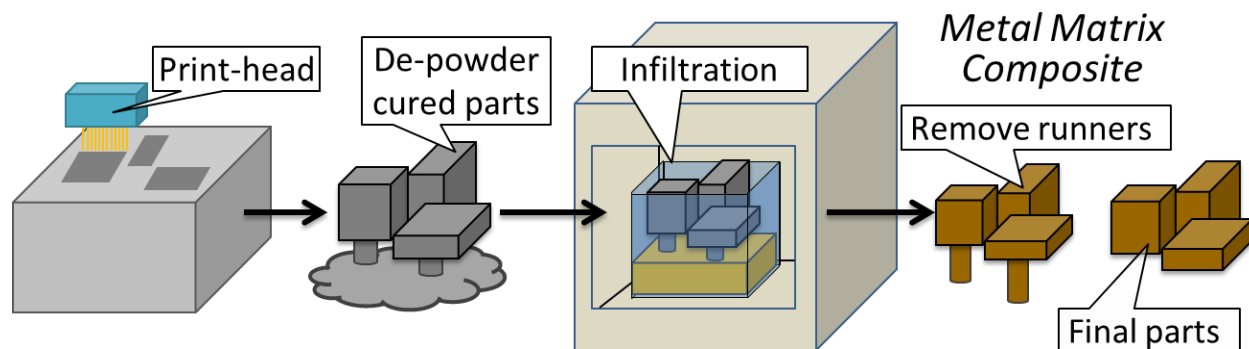 Print-head
De-powder
cured parts
Infiltration
Metal Matrix
Composite
Remove runners
Final parts